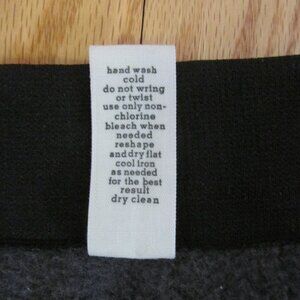 hand wash
cold
do not wring
or twist
use only non-
chlorine
bleach when
needed
reshape
and dry flat
cool iron
as needed
for the best
result
dry clean